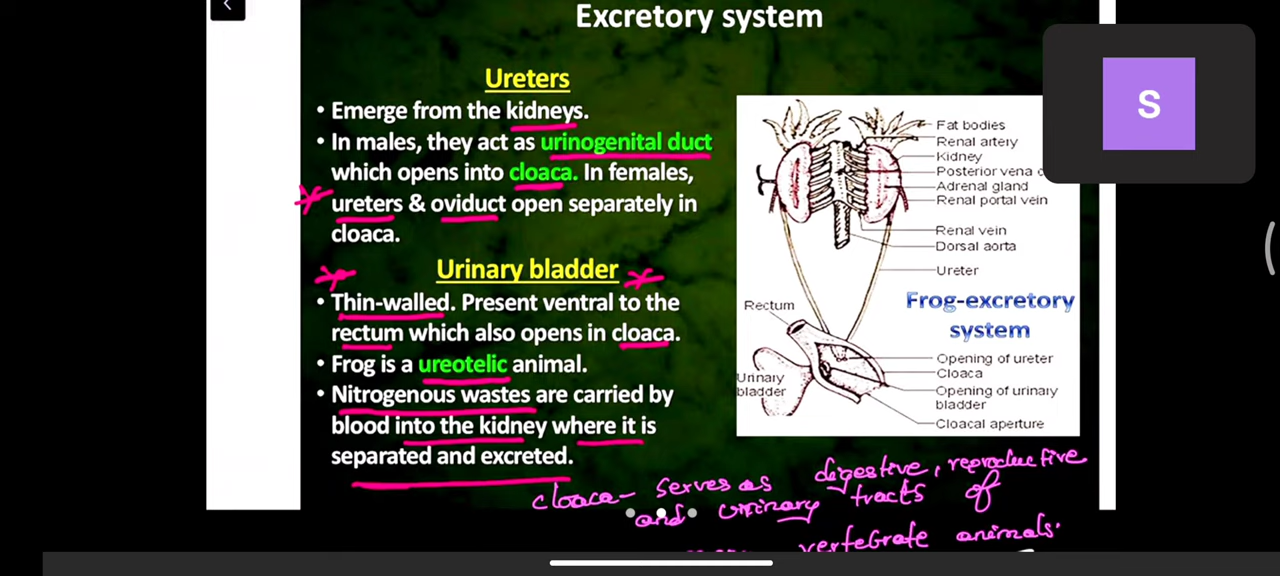 Excretory system
Ureters
• Emerge from the kidneys.
• In males, they act as urinogenital duct
which opens into cloaca. In females,
ureters & oviduct open separately in
cloaca.
Urinary bladder
• Thin-walled. Present ventral to the
rectum which also opens in cloaca.
• Frog is a ureotelic animal.
• Nitrogenous wastes are carried by
blood into the kidney where it is
separated and excreted.
S
Fat bodies
Renal artery
Kidney
Posterior vena
Adrenal gland
Renal portal vein
Renal vein
Dorsal aorta
Ureter
Rectum
Frog-excretory
system
Opening of ureter
Cloaca
Urinary
bladder
Opening of urinary
bladder
Cloacal aperture
cloaca - serves as digestive, reproductive
and urinary tracts of
vertebrate animals.